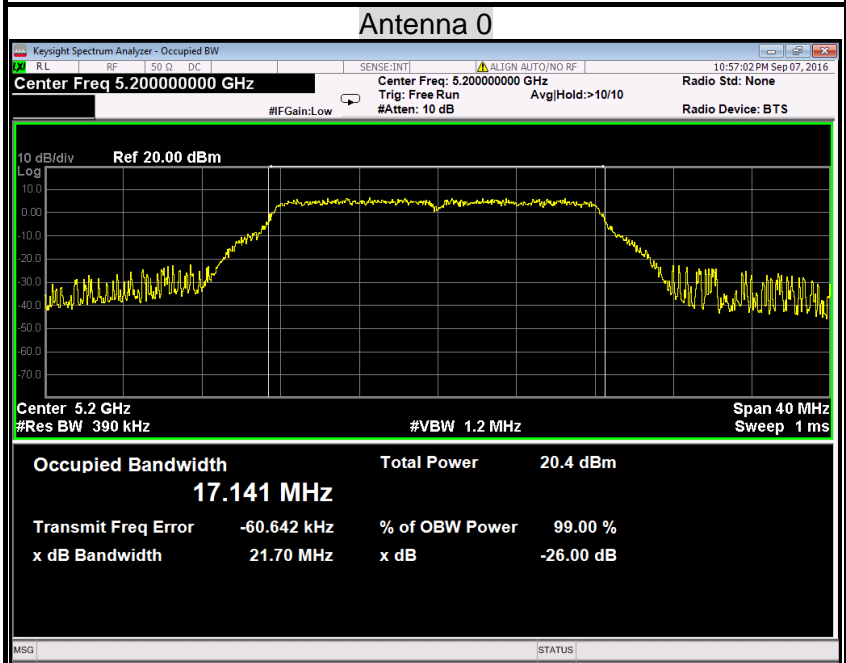 Antenna 0
Keysight Spectrum Analyzer - Occupied BW
LXI RL RF 50 Ω DC SENSE:INT ALIGN AUTO/NO RF 10:57:02 PM Sep 07, 2016
Center Freq 5.200000000 GHz Center Freq: 5.200000000 GHz Radio Std: None
Trig: Free Run Avg|Hold:>10/10
#IFGain:Low #Atten: 10 dB Radio Device: BTS
10 dB/div Ref 20.00 dBm
Log
10.0
0.00
-10.0
-20.0
-30.0
-40.0
-50.0
-60.0
-70.0
Center 5.2 GHz Span 40 MHz
#Res BW 390 kHz #VBW 1.2 MHz Sweep 1 ms
Occupied Bandwidth Total Power 20.4 dBm
17.141 MHz
Transmit Freq Error -60.642 kHz % of OBW Power 99.00 %
x dB Bandwidth 21.70 MHz x dB -26.00 dB
MSG STATUS